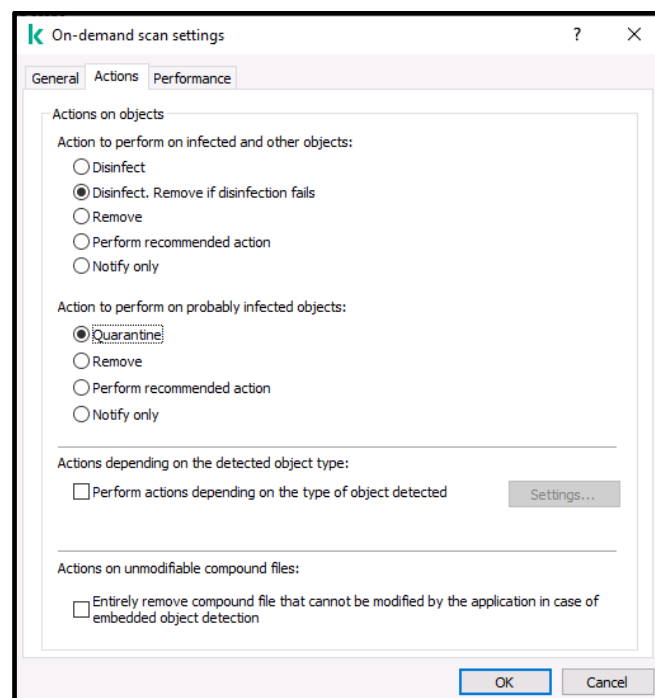 On-demand scan settings
?
General Actions Performance
Actions on objects
Action to perform on infected and other objects:
Disinfect
Disinfect. Remove if disinfection fails
Remove
Perform recommended action
Notify only
Action to perform on probably infected objects:
Quarantine
Remove
Perform recommended action
Notify only
Actions depending on the detected object type:
Perform actions depending on the type of object detected
Settings...
Actions on unmodifiable compound files:
Entirely remove compound file that cannot be modified by the application in case of
embedded object detection
OK Cancel